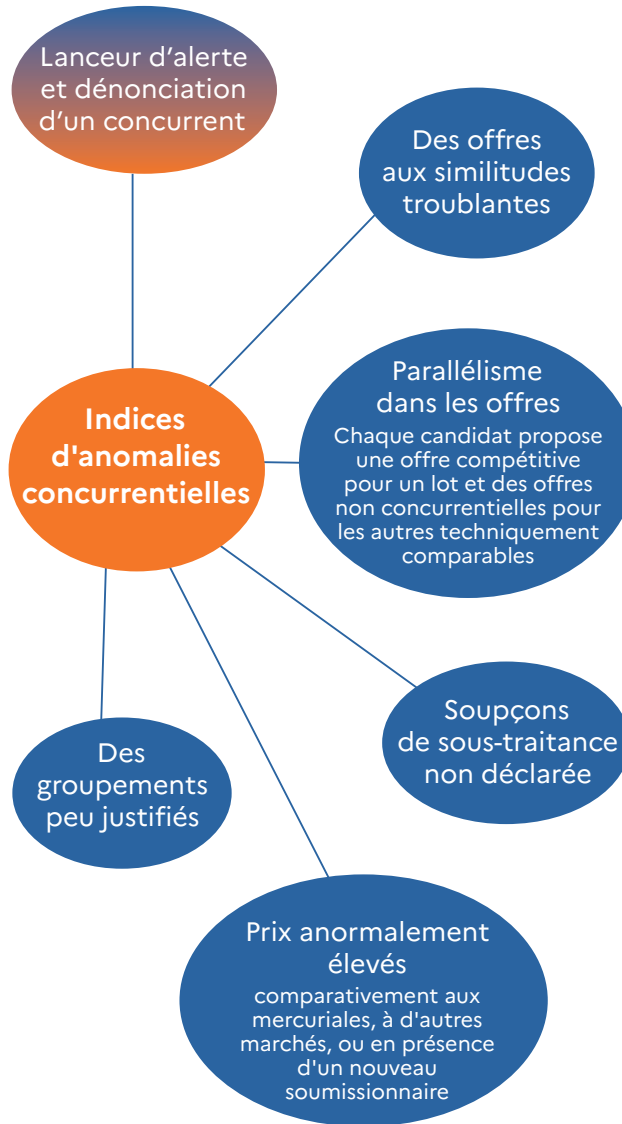 Lanceur d’alerte
et dénonciation
d’un concurrent
Des offres
aux similitudes
troublantes
Indices
d'anomalies
concurrentielles
Parallélisme
dans les offres
Chaque candidat propose
une offre compétitive
pour un lot et des offres
non concurrentielles pour
les autres techniquement
comparables
Soupçons
de sous-traitance
non déclarée
Des
groupements
peu justifiés
Prix anormalement
élevés
comparativement aux
mercuriales, à d'autres
marchés, ou en présence
d'un nouveau
soumissionnaire